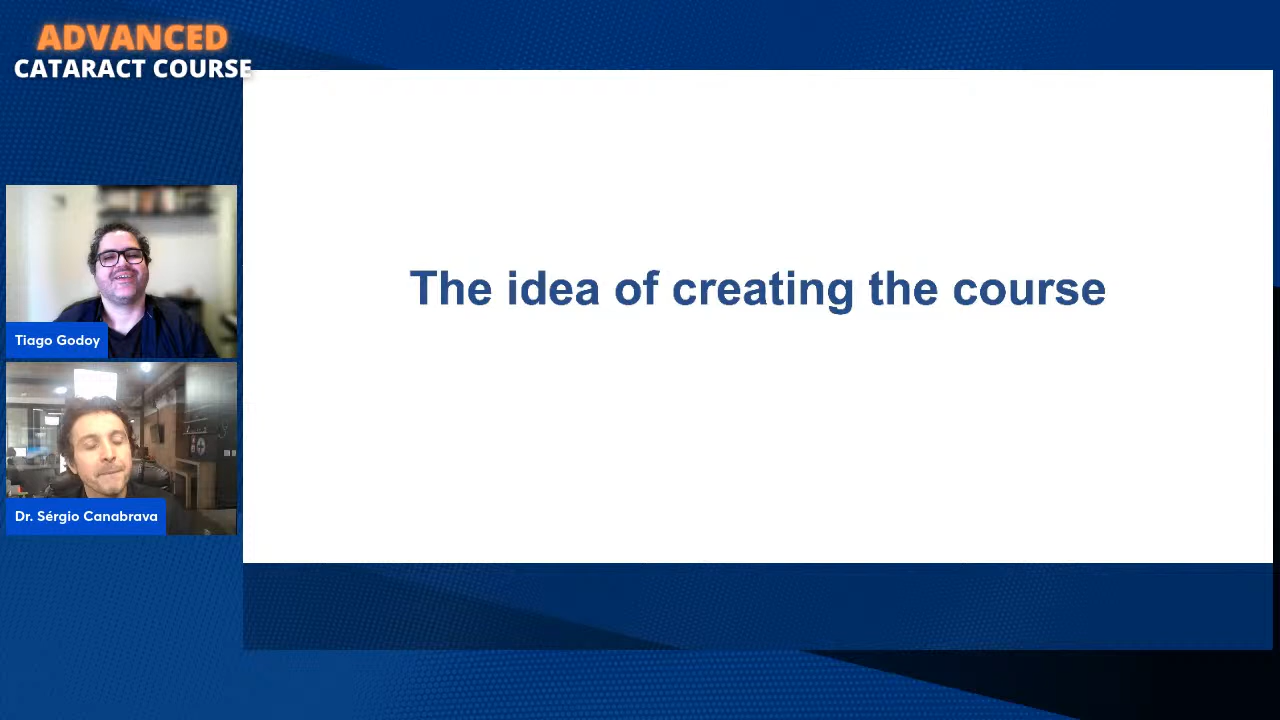 ADVANCED
CATARACT COURSE
The idea of creating the course
Tiago Godoy
Dr. Sérgio Canabrava